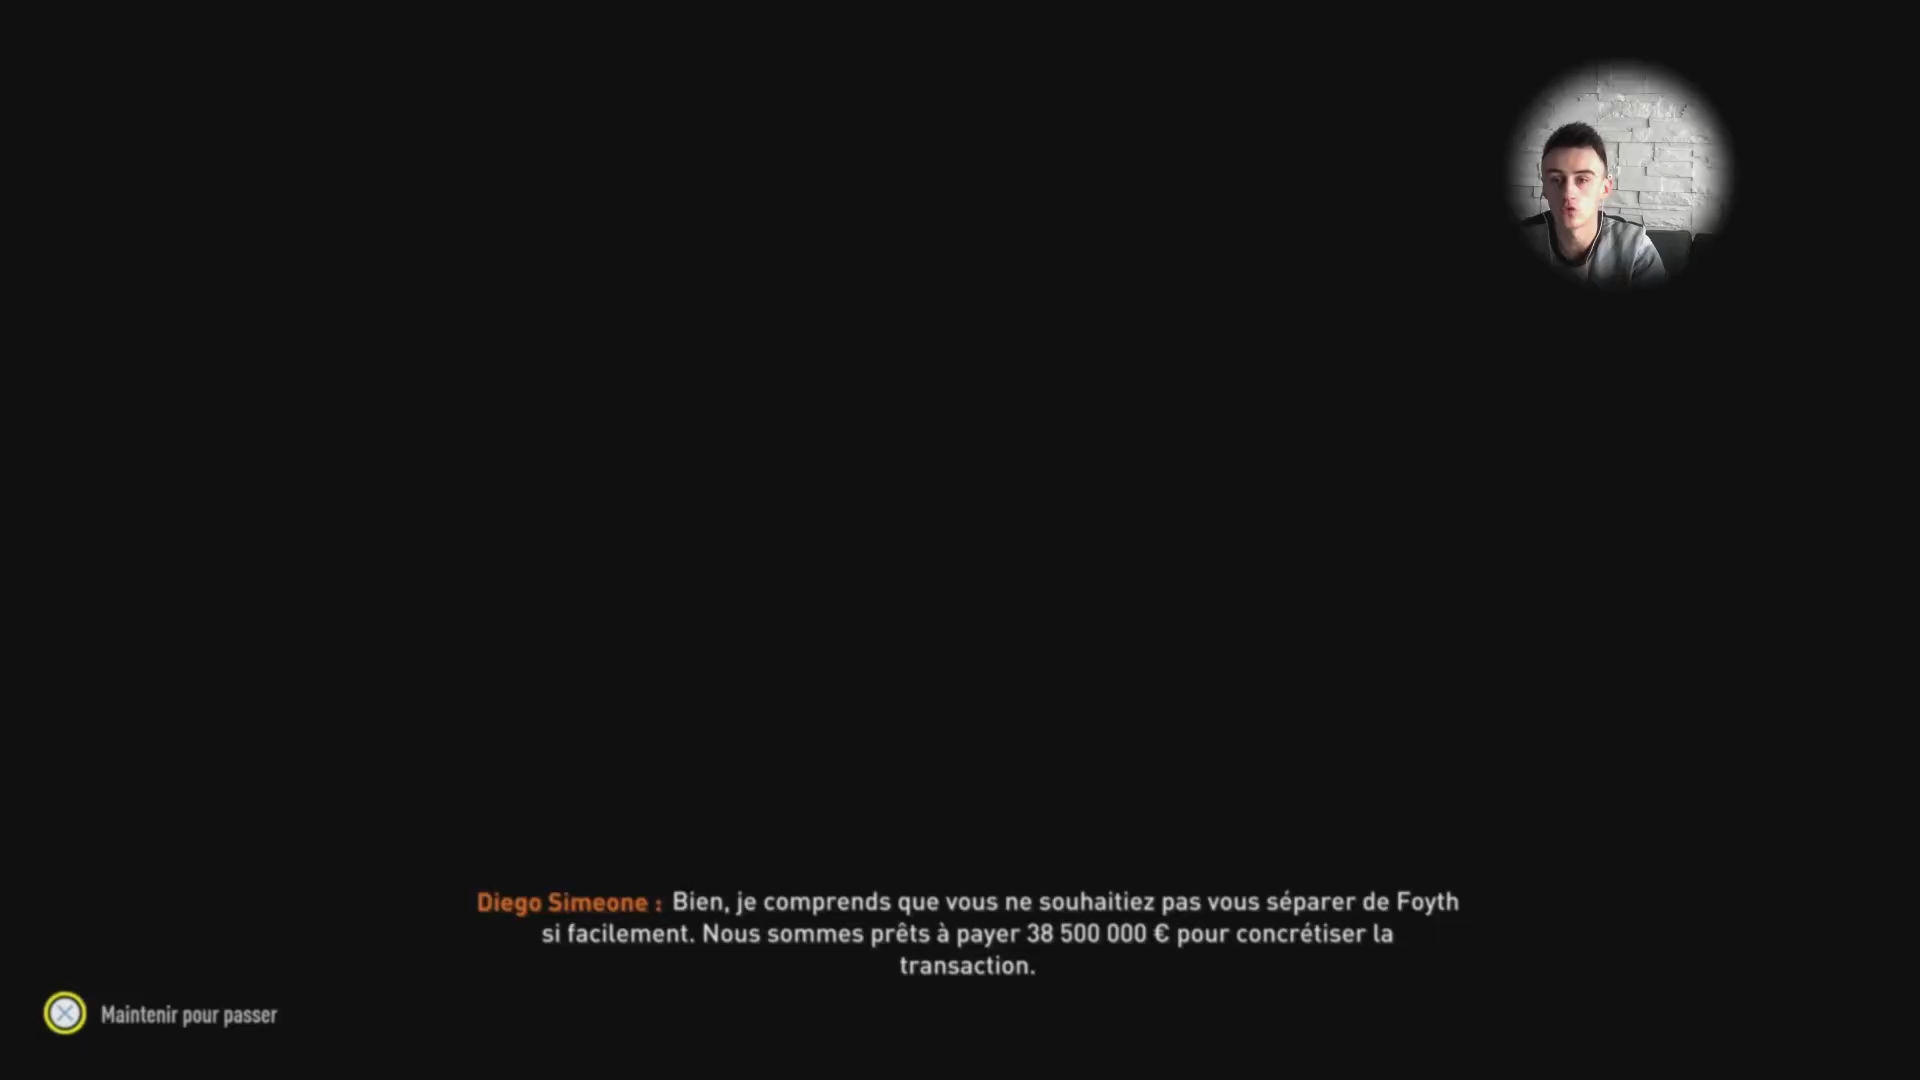 Diego Simeone : Bien, je comprends que vous ne souhaitiez pas vous séparer de Foyth
si facilement. Nous sommes prêts à payer 38 500 000 € pour concrétiser la
transaction.
Maintenir pour passer